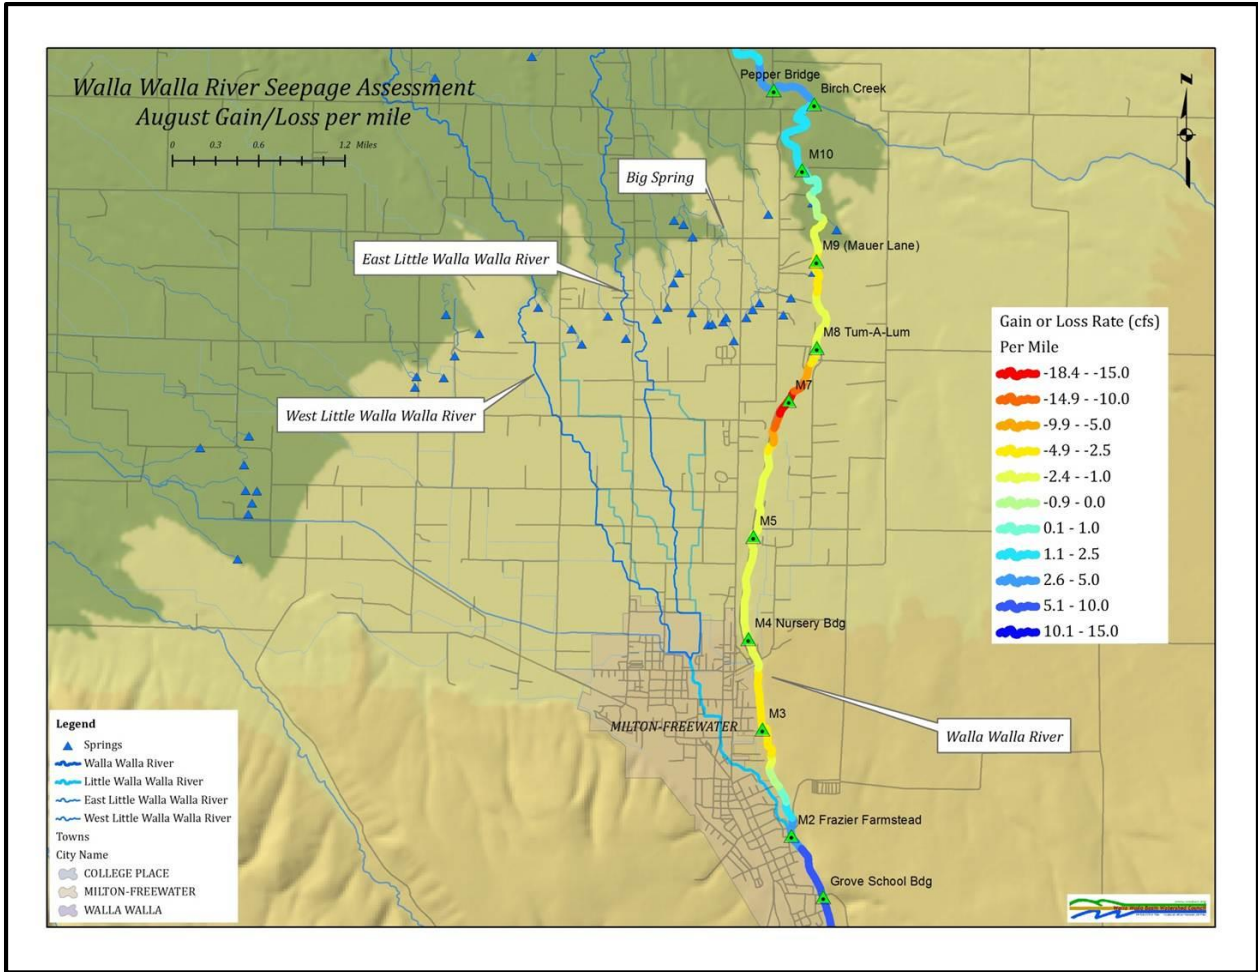 Walla Walla River Seepage Assessment
August Gain/Loss per mile
0 0.3 0.6 1.2 Miles
Z
Pepper Bridge
Birch Creek
M10
Big Spring
M9 (Mauer Lane)
East Little Walla Walla River
M8 Tum-A-Lum
M7
West Little Walla Walla River
Gain or Loss Rate (cfs)
Per Mile
-18.4 - -15.0
-14.9 - -10.0
-9.9 - -5.0
-4.9 - -2.5
-2.4 - -1.0
-0.9 - 0.0
0.1 - 1.0
1.1 - 2.5
2.6 - 5.0
5.1 - 10.0
10.1 - 15.0
M5
M4 Nursery Bdg
M3
MILTON-FREEWATER
Walla Walla River
M2 Frazier Farmstead
Grove School Bdg
Legend
Springs
Walla Walla River
Little Walla Walla River
East Little Walla Walla River
West Little Walla Walla River
Towns
City Name
COLLEGE PLACE
MILTON-FREEWATER
WALLA WALLA
Walla Walla Basin Watershed Council